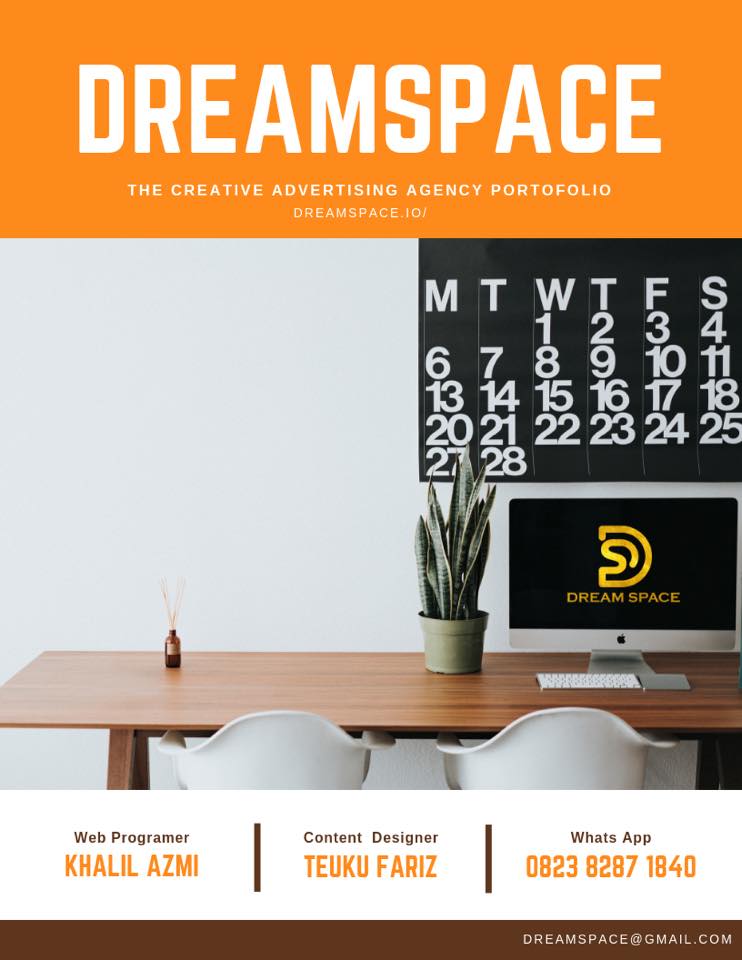 DREAMSPACE
THE CREATIVE ADVERTISING AGENCY PORTOFOLIO
DREAMSPACE.IO/
M T W T F S
1 2 3 4
6 7 8 9 10 11
13 14 15 16 17 18
20 21 22 23 24 25
27 28
DREAM SPACE
Web Programer
KHALIL AZMI
Content Designer
TEUKU FARIZ
Whats App
0823 8287 1840
DREAMSPACE@GMAIL.COM